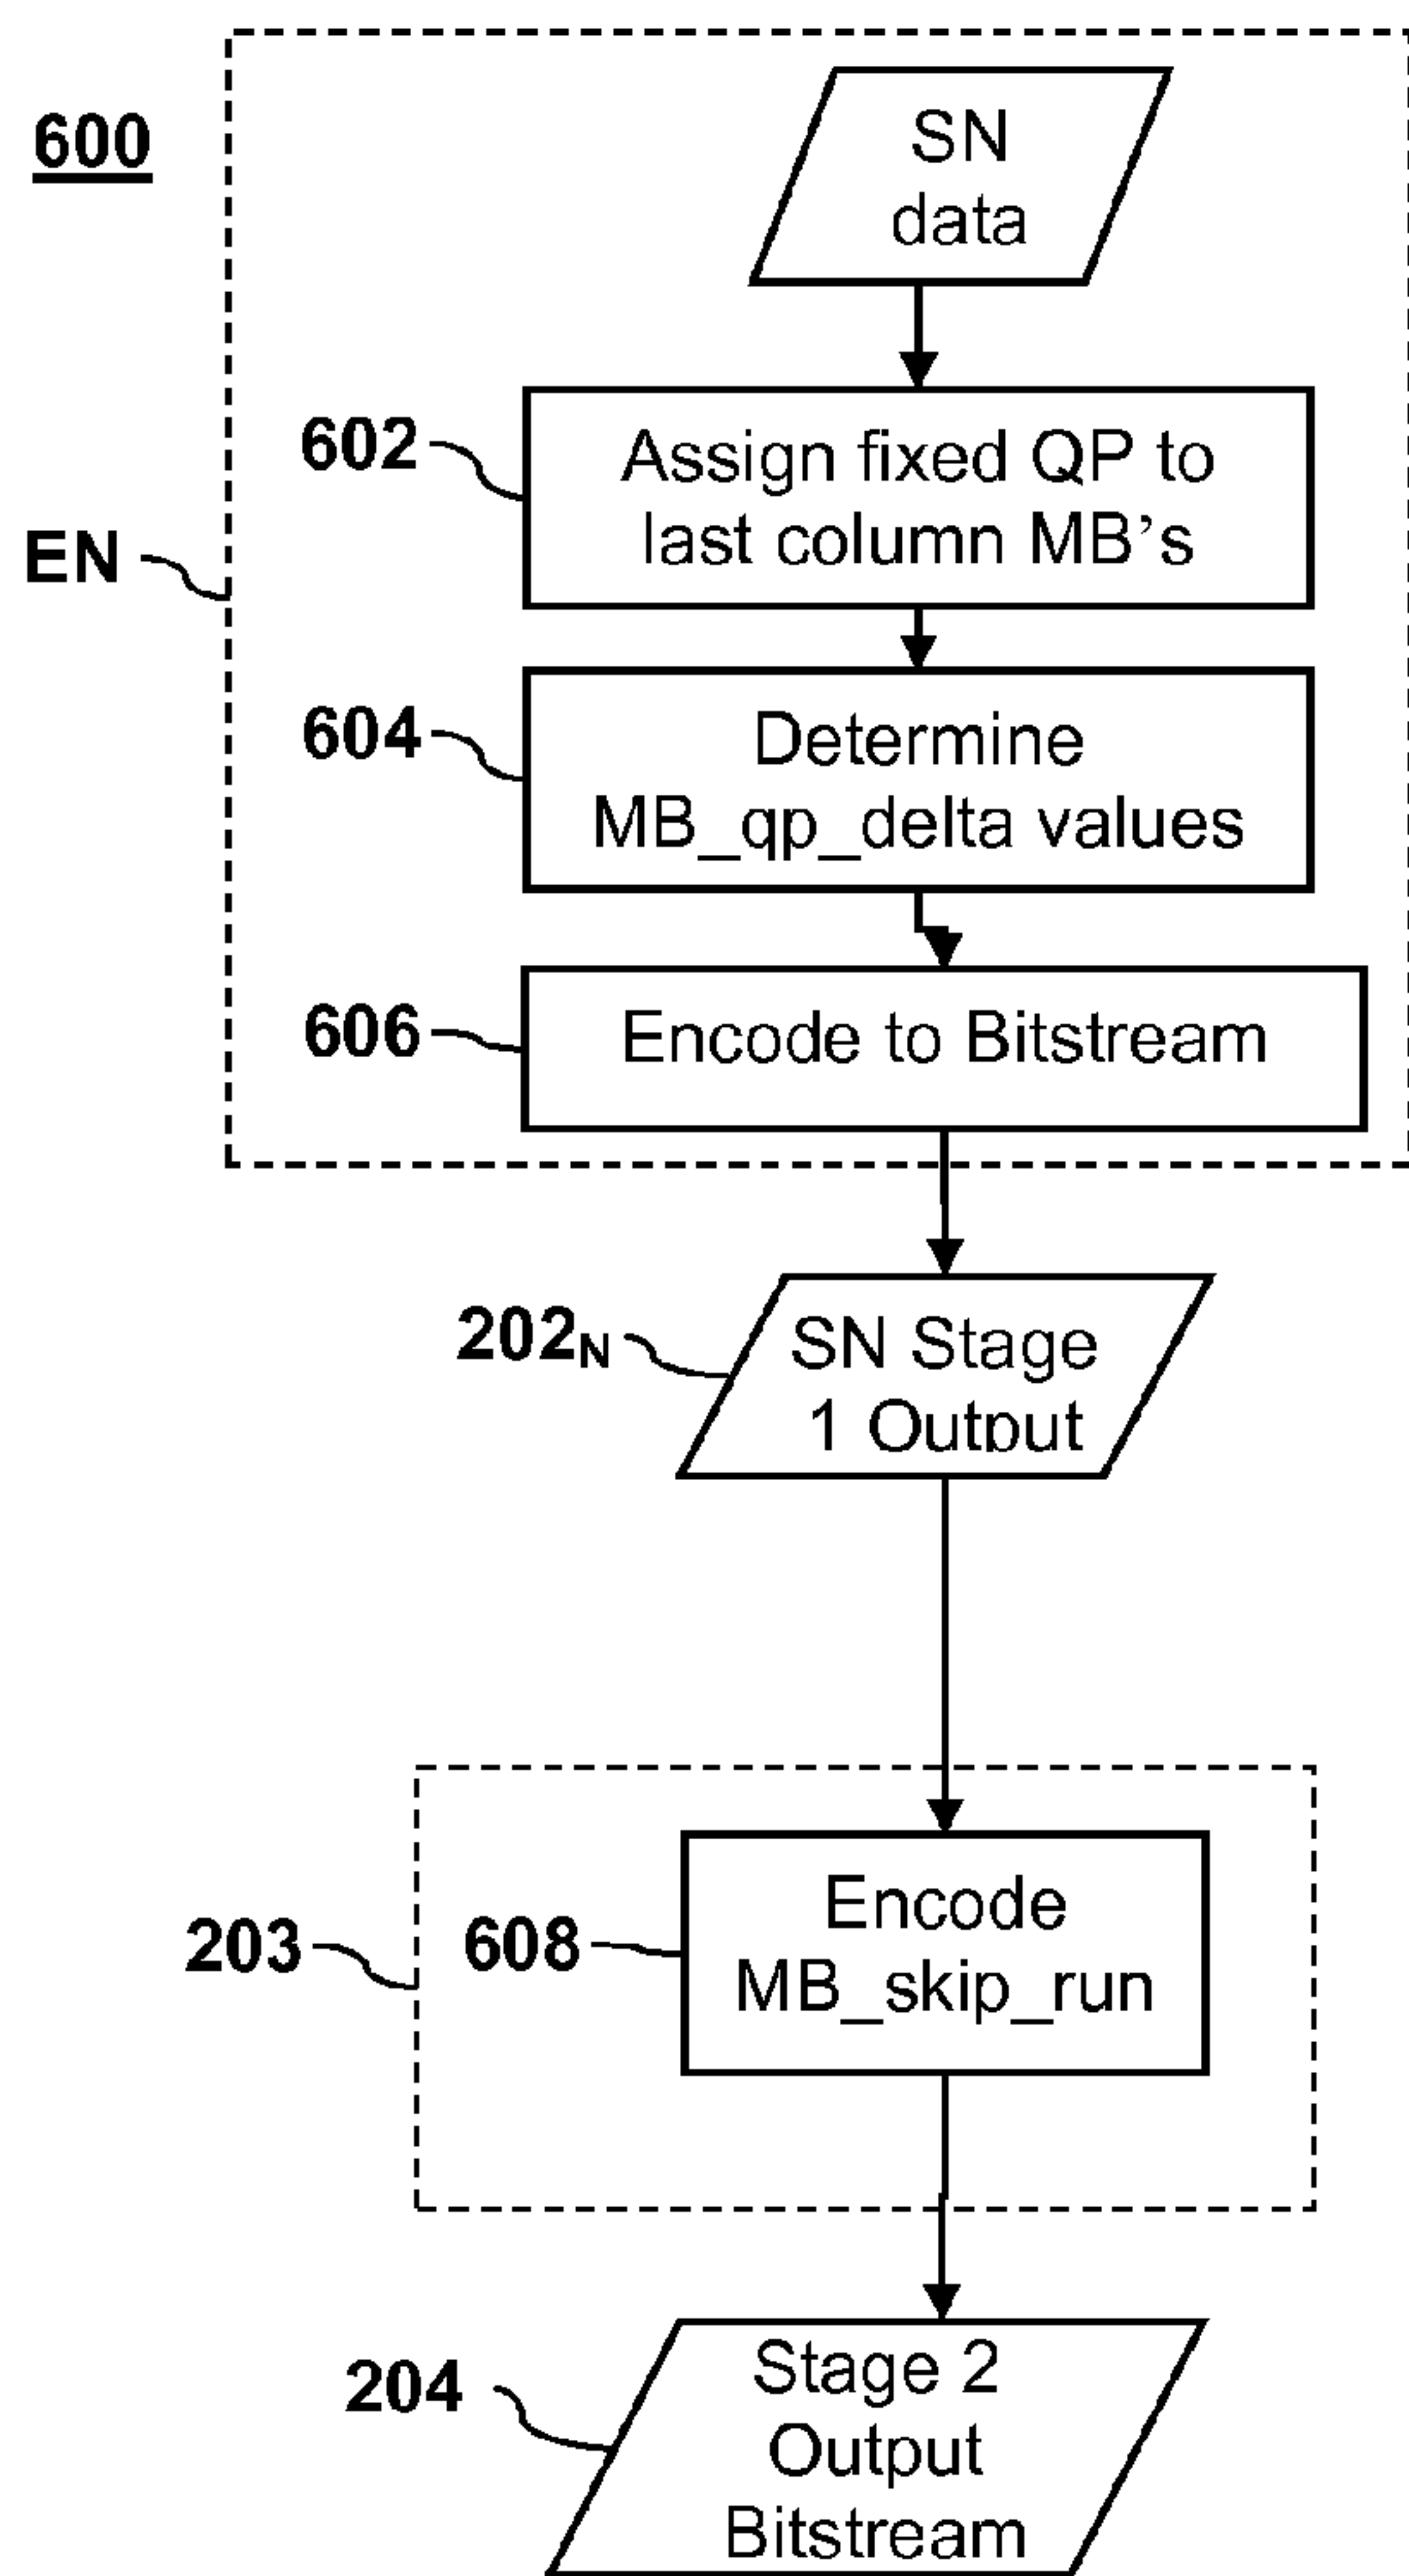 600
SN
data
602
Assign fixed QP to
last column MB’s
EN
604
Determine
MB_qp_delta values
606
Encode to Bitstream
202N
SN Stage
1 Output
203
608
Encode
MB_skip_run
204
Stage 2
Output
Bitstream